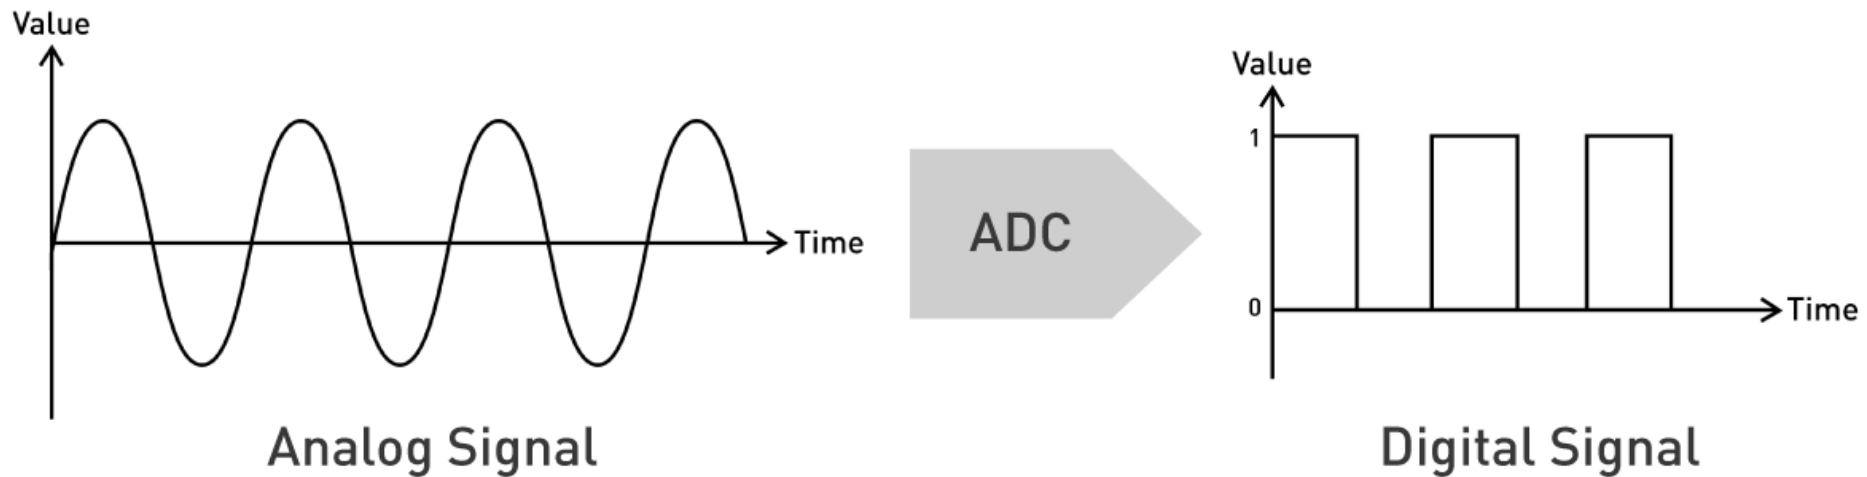 Value
Time
Analog Signal
ADC
Value
1
0
Time
Digital Signal